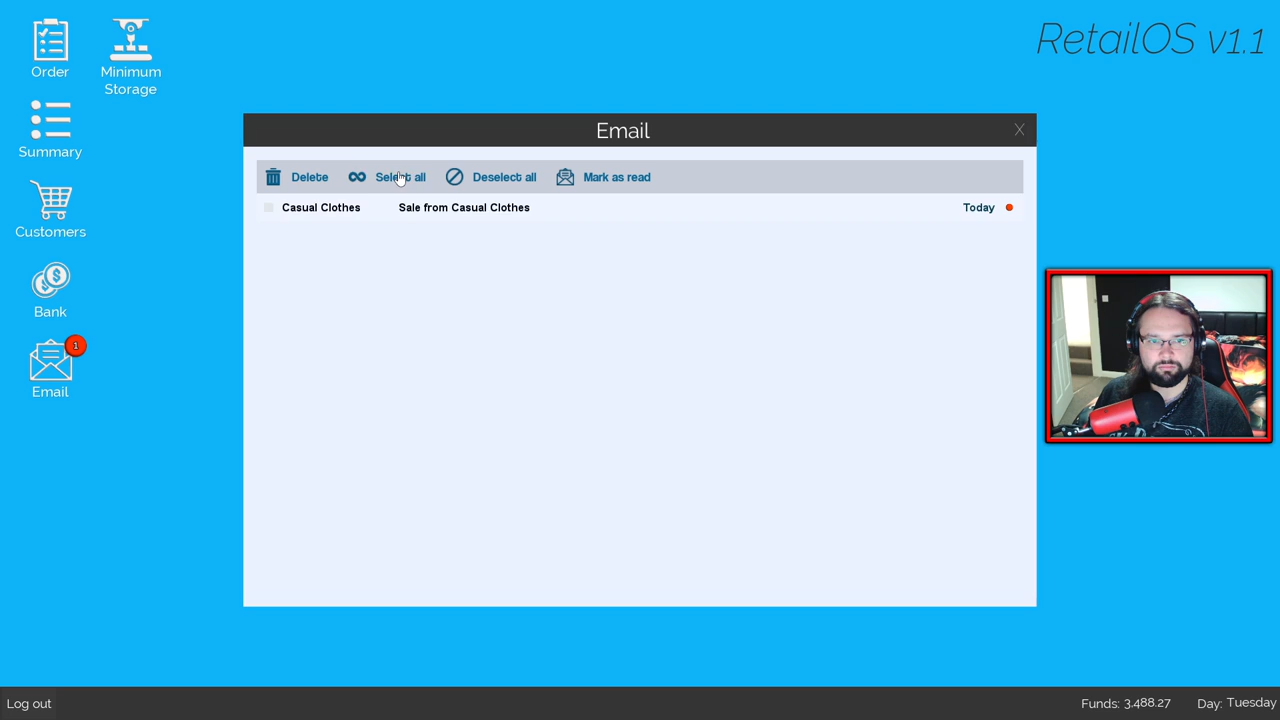 RetailOS v1.1
Order
Minimum
Storage
Summary
Customers
Bank
1
Email
Email
X
Delete
Select all
Deselect all
Mark as read
Casual Clothes
Sale from Casual Clothes
Today
Log out
Funds: 3,488.27
Day: Tuesday